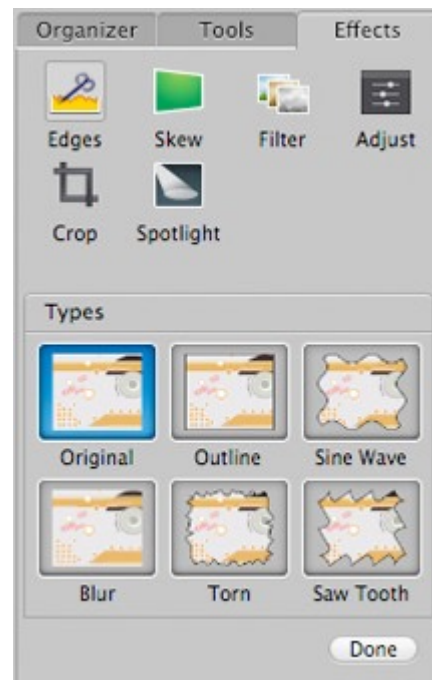 Organizer Tools Effects
Edges Skew Filter Adjust
Crop Spotlight
Types
Original Outline Sine Wave
Blur Torn Saw Tooth
Done